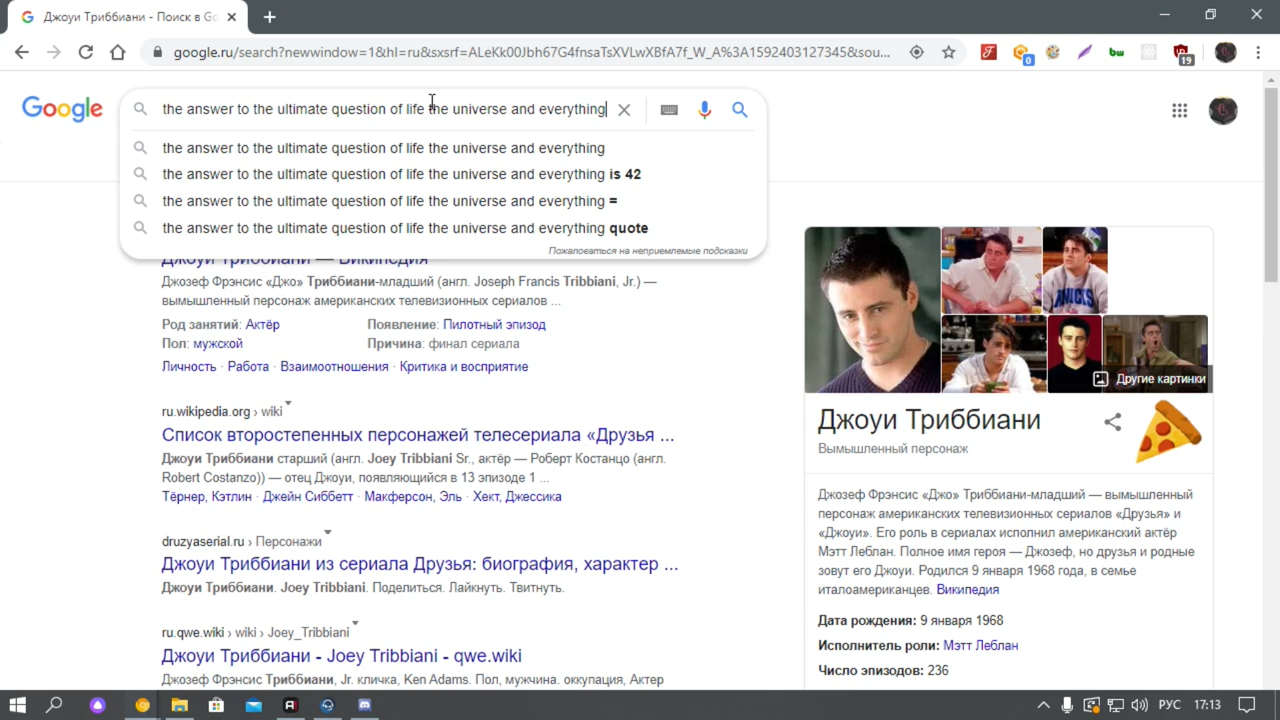 Джоуи Триббиани - Поиск в Go
google.ru/search?newwindow=1&hl=ru&sxsrf=ALeKk00Jbh67G4fnsaTsXVLwXBfA7f_W_A%3A1592403127345&sou...
0
bw
19
Google
the answer to the ultimate question of life the universe and everything
the answer to the ultimate question of life the universe and everything
the answer to the ultimate question of life the universe and everything is 42
the answer to the ultimate question of life the universe and everything =
the answer to the ultimate question of life the universe and everything quote
Пожаловаться на неприемлемые подсказки
Джоуи Триббиани — Википедия
Джозеф Фрэнсис «Джо» Триббиани-младший (англ. Joseph Francis Tribbiani, Jr.) —
вымышленный персонаж американских телевизионных сериалов ...
Род занятий: Актёр
Появление: Пилотный эпизод
Пол: мужской
Причина: финал сериала
Личность · Работа · Взаимоотношения · Критика и восприятие
ru.wikipedia.org › wiki
Список второстепенных персонажей телесериала «Друзья ...
Джоуи Триббиани старший (англ. Joey Tribbiani Sr., актёр — Роберт Костанцо (англ.
Robert Costanzo)) — отец Джоуи, появляющийся в 13 эпизоде 1 ...
Тёрнер, Кэтлин · Джейн Сиббетт · Макферсон, Эль · Хект, Джессика
druzyaserial.ru › Персонажи
Джоуи Триббиани из сериала Друзья: биография, характер ...
Джоуи Триббиани. Joey Tribbiani. Поделиться. Лайкнуть. Твитнуть.
ru.qwe.wiki › wiki › Joey_Tribbiani
Джоуи Триббиани - Joey Tribbiani - qwe.wiki
Джозеф Фрэнсис Триббиани, Jr. кличка, Ken Adams. Пол, мужчина. оккупация, Актер
Другие картинки
Джоуи Триббиани
Вымышленный персонаж
Джозеф Фрэнсис «Джо» Триббиани-младший — вымышленный
персонаж американских телевизионных сериалов «Друзья» и
«Джоуи». Его роль в сериалах исполнил американский актёр
Мэтт Леблан. Полное имя героя — Джозеф, но друзья и родные
зовут его Джоуи. Родился 9 января 1968 года, в семье
италоамериканцев. Википедия
Дата рождения: 9 января 1968
Исполнитель роли: Мэтт Леблан
Число эпизодов: 236
РУС
17:13